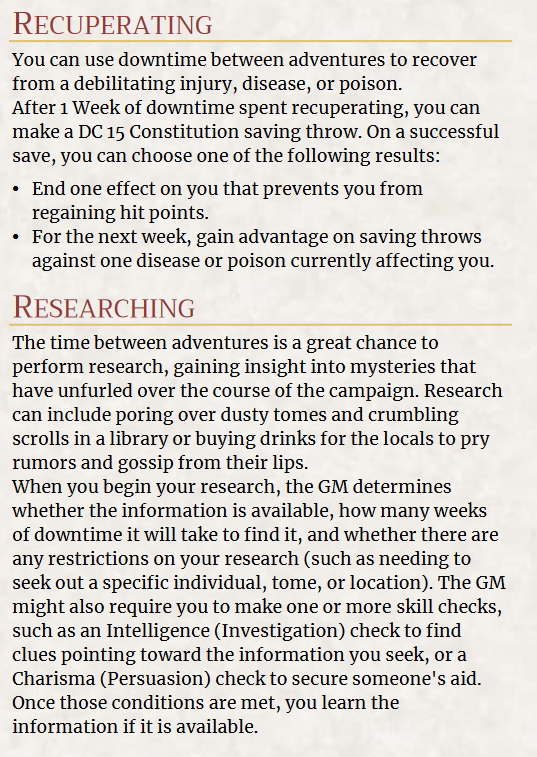 RECUPERATING
You can use downtime between adventures to recover
from a debilitating injury, disease, or poison.
After 1 Week of downtime spent recuperating, you can
make a DC 15 Constitution saving throw. On a successful
save, you can choose one of the following results:
• End one effect on you that prevents you from
regaining hit points.
• For the next week, gain advantage on saving throws
against one disease or poison currently affecting you.
RESEARCHING
The time between adventures is a great chance to
perform research, gaining insight into mysteries that
have unfurled over the course of the campaign. Research
can include poring over dusty tomes and crumbling
scrolls in a library or buying drinks for the locals to pry
rumors and gossip from their lips.
When you begin your research, the GM determines
whether the information is available, how many weeks
of downtime it will take to find it, and whether there are
any restrictions on your research (such as needing to
seek out a specific individual, tome, or location). The GM
might also require you to make one or more skill checks,
such as an Intelligence (Investigation) check to find
clues pointing toward the information you seek, or a
Charisma (Persuasion) check to secure someone's aid.
Once those conditions are met, you learn the
information if it is available.